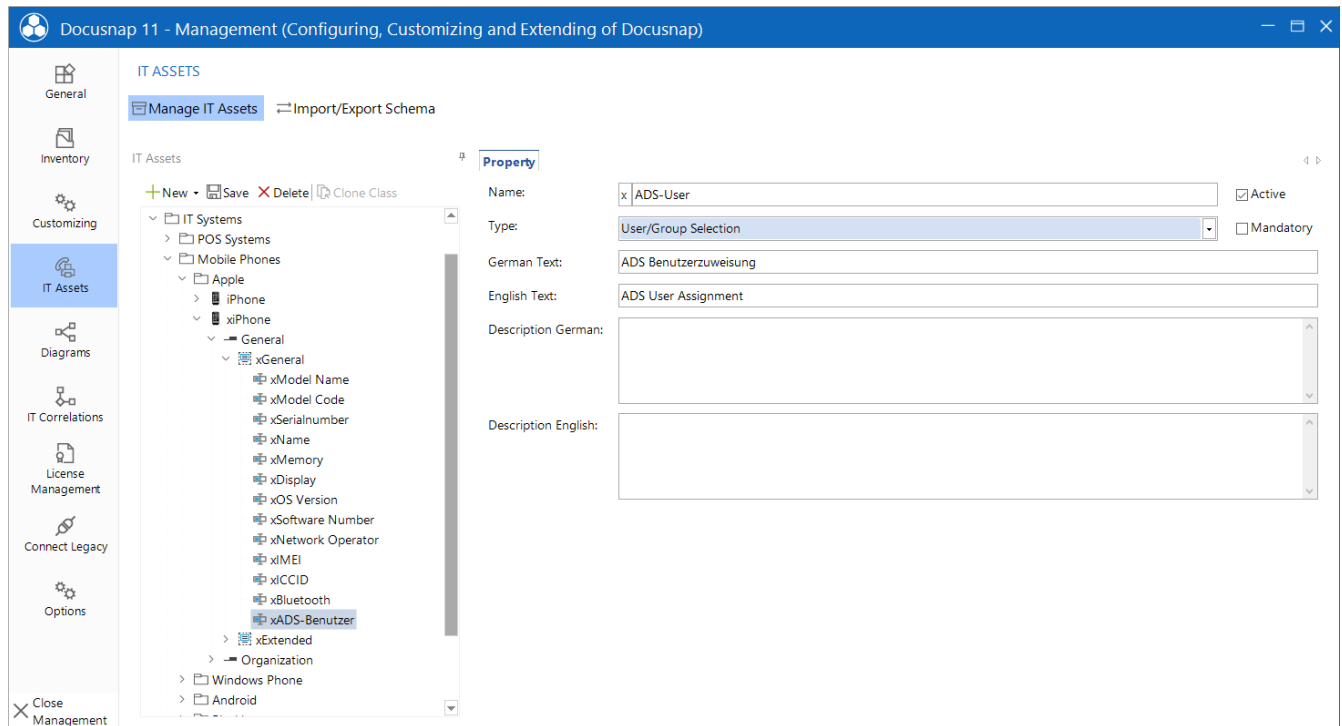 Docusnap 11 - Management (Configuring, Customizing and Extending of Docusnap)
General
Inventory
Customizing
IT Assets
Diagrams
IT Correlations
License
Management
Connect Legacy
Options
Close
Management
IT ASSETS
Manage IT Assets Import/Export Schema
IT Assets
New Save Delete Clone Class
IT Systems
POS Systems
Mobile Phones
Apple
iPhone
xiPhone
General
xGeneral
xModel Name
xModel Code
xSerialnumber
xName
xMemory
xDisplay
xOS Version
xSoftware Number
xNetwork Operator
xIMEI
xICCID
xBluetooth
xADS-Benutzer
xExtended
Organization
Windows Phone
Android
Property
Name: x ADS-User Active
Type: User/Group Selection Mandatory
German Text: ADS Benutzerzuweisung
English Text: ADS User Assignment
Description German:
Description English: